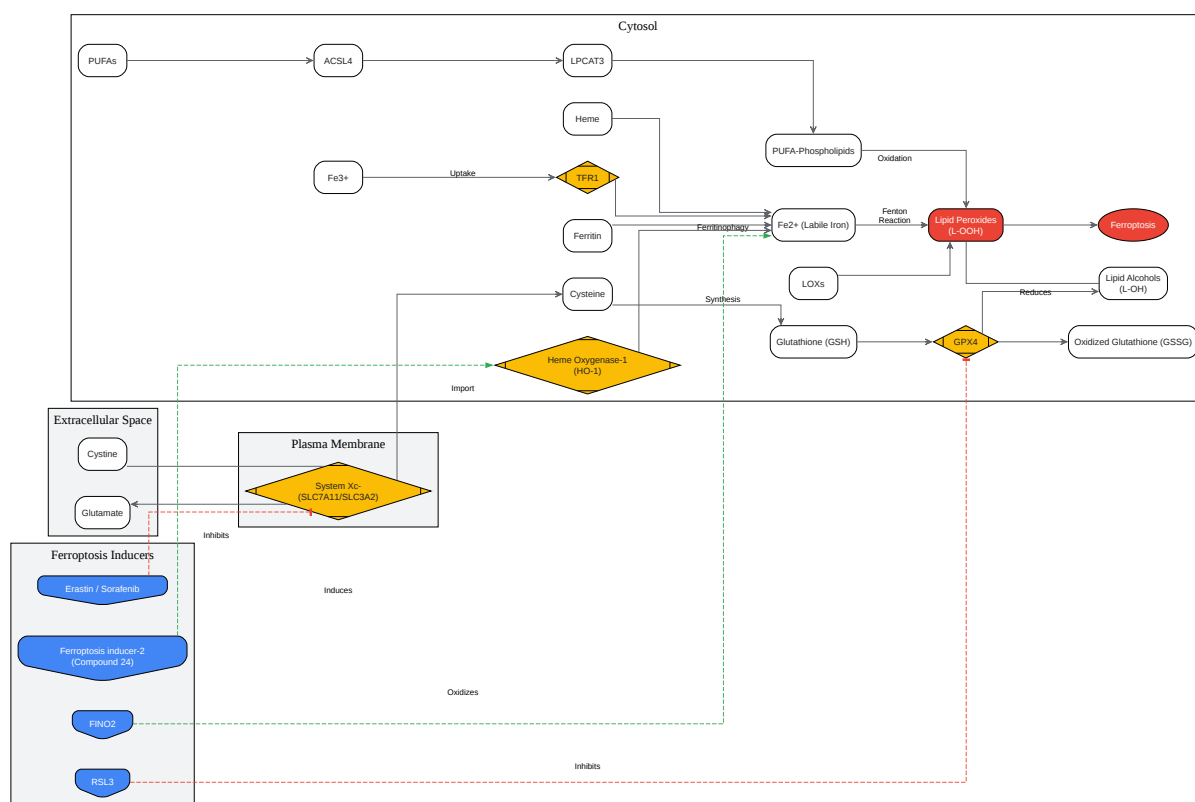 Cytosol
PUFAs
ACSL4
LPCAT3
Heme
PUFA-Phospholipids
Oxidation
Fe3+
Uptake
TFR1
Ferritin
Ferritinophagy
Fe2+ (Labile Iron)
Fenton
Reaction
Lipid Peroxides
(L-OOH)
Ferroptosis
LOXs
Lipid Alcohols
(L-OH)
Reduces
Cysteine
Synthesis
Glutathione (GSH)
GPX4
Oxidized Glutathione (GSSG)
Heme Oxygenase-1
(HO-1)
Import
Extracellular Space
Cystine
Glutamate
Plasma Membrane
System Xc-
(SLC7A11/SLC3A2)
Inhibits
Ferroptosis Inducers
Erastin / Sorafenib
Induces
Ferroptosis inducer-2
(Compound 24)
Oxidizes
FINO2
Inhibits
RSL3